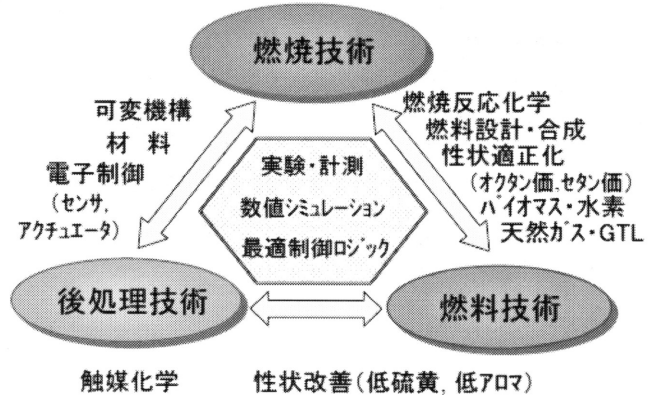 燃焼技術
可変機構
材 料
電子制御
(センサ,
アクチュエータ)
燃焼反応化学
燃料設計・合成
性状適正化
(オクタン価,セタン価)
バイオマス・水素
天然ガス・GTL
実験・計測
数値シミュレーション
最適制御ロジック
後処理技術
燃料技術
触媒化学
性状改善(低硫黄, 低アロマ)